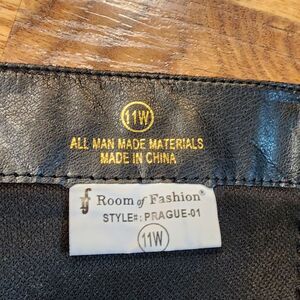 11W
ALL MAN MADE MATERIALS
MADE IN CHINA
Room of Fashion®
STYLE#: PRAGUE-01
11W